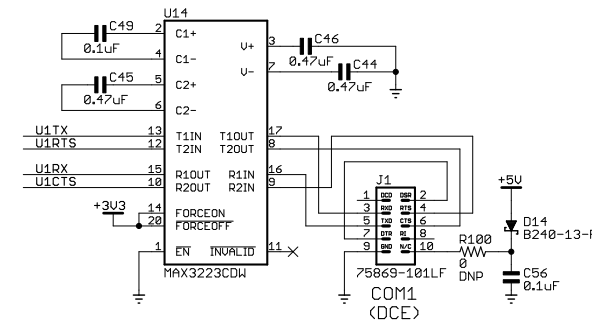 U14
C49
0.1uF
2
C1+
4
C1-
C45
0.47uF
5
C2+
6
C2-
V+
3
C46
0.47uF
V-
7
C44
0.47uF
U1TX
13
T1IN
T1OUT
17
U1RTS
12
T2IN
T2OUT
8
U1RX
15
R1OUT
R1IN
16
U1CTS
10
R2OUT
R2IN
9
+3V3
14
FORCEON
20
FORCEOFF
1
EN
INVALID
11
MAX3223CDW
J1
1
DCD
DSR
2
3
RXD
RTS
4
5
TXD
CTS
6
7
DTR
RI
8
9
GND
N/C
10
75869-101LF
COM1
(DCE)
R100
0
DNP
+5V
D14
B240-13-F
C56
0.1uF